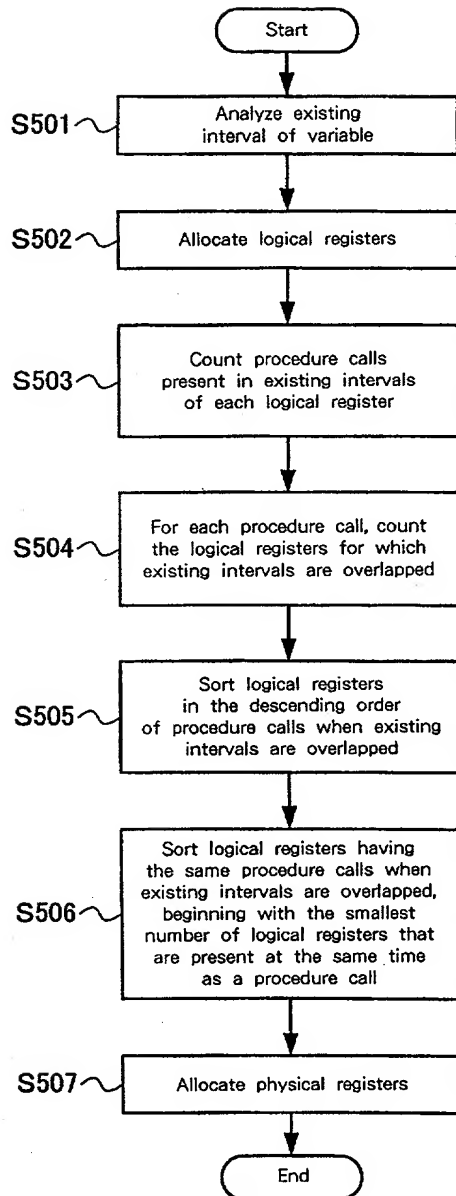 Start
S501
Analyze existing
interval of variable
S502
Allocate logical registers
S503
Count procedure calls
present in existing intervals
of each logical register
S504
For each procedure call, count
the logical registers for which
existing intervals are overlapped
S505
Sort logical registers
in the descending order
of procedure calls when existing
intervals are overlapped
S506
Sort logical registers having
the same procedure calls when
existing intervals are overlapped,
beginning with the smallest
number of logical registers that
are present at the same time
as a procedure call
S507
Allocate physical registers
End